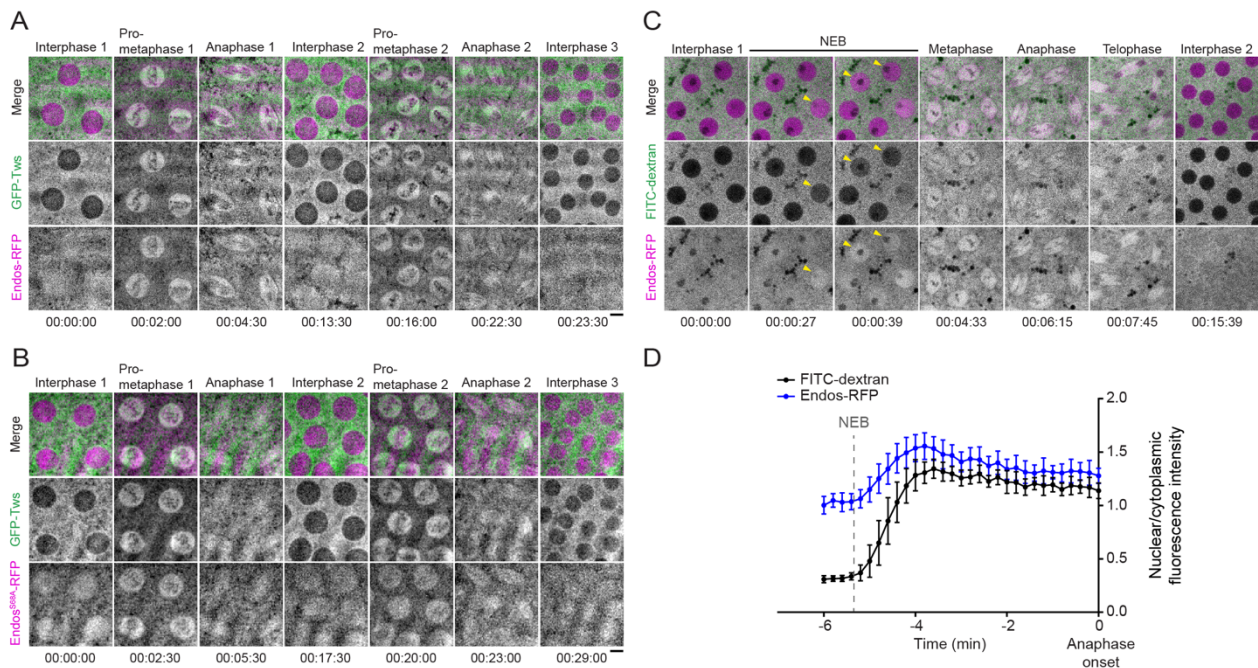 A
Interphase 1
Pro-
metaphase 1
Anaphase 1
Interphase 2
Pro-
metaphase 2
Anaphase 2
Interphase 3
Merge
GFP-Tws
Endos-RFP
00:00:00
00:02:00
00:04:30
00:13:30
00:16:00
00:22:30
00:23:30
B
Interphase 1
Pro-
metaphase 1
Anaphase 1
Interphase 2
Pro-
metaphase 2
Anaphase 2
Interphase 3
Merge
GFP-Tws
Endos^S68A-RFP
00:00:00
00:02:30
00:05:30
00:17:30
00:20:00
00:23:00
00:29:00
C
NEB
Interphase 1
Metaphase
Anaphase
Telophase
Interphase 2
Merge
FITC-dextran
Endos-RFP
00:00:00
00:00:27
00:00:39
00:04:33
00:06:15
00:07:45
00:15:39
D
FITC-dextran
Endos-RFP
NEB
2.0
1.5
1.0
0.5
0.0
Nuclear/cytoplasmic
fluorescence intensity
-6
-4
-2
0
Time (min)
Anaphase
onset